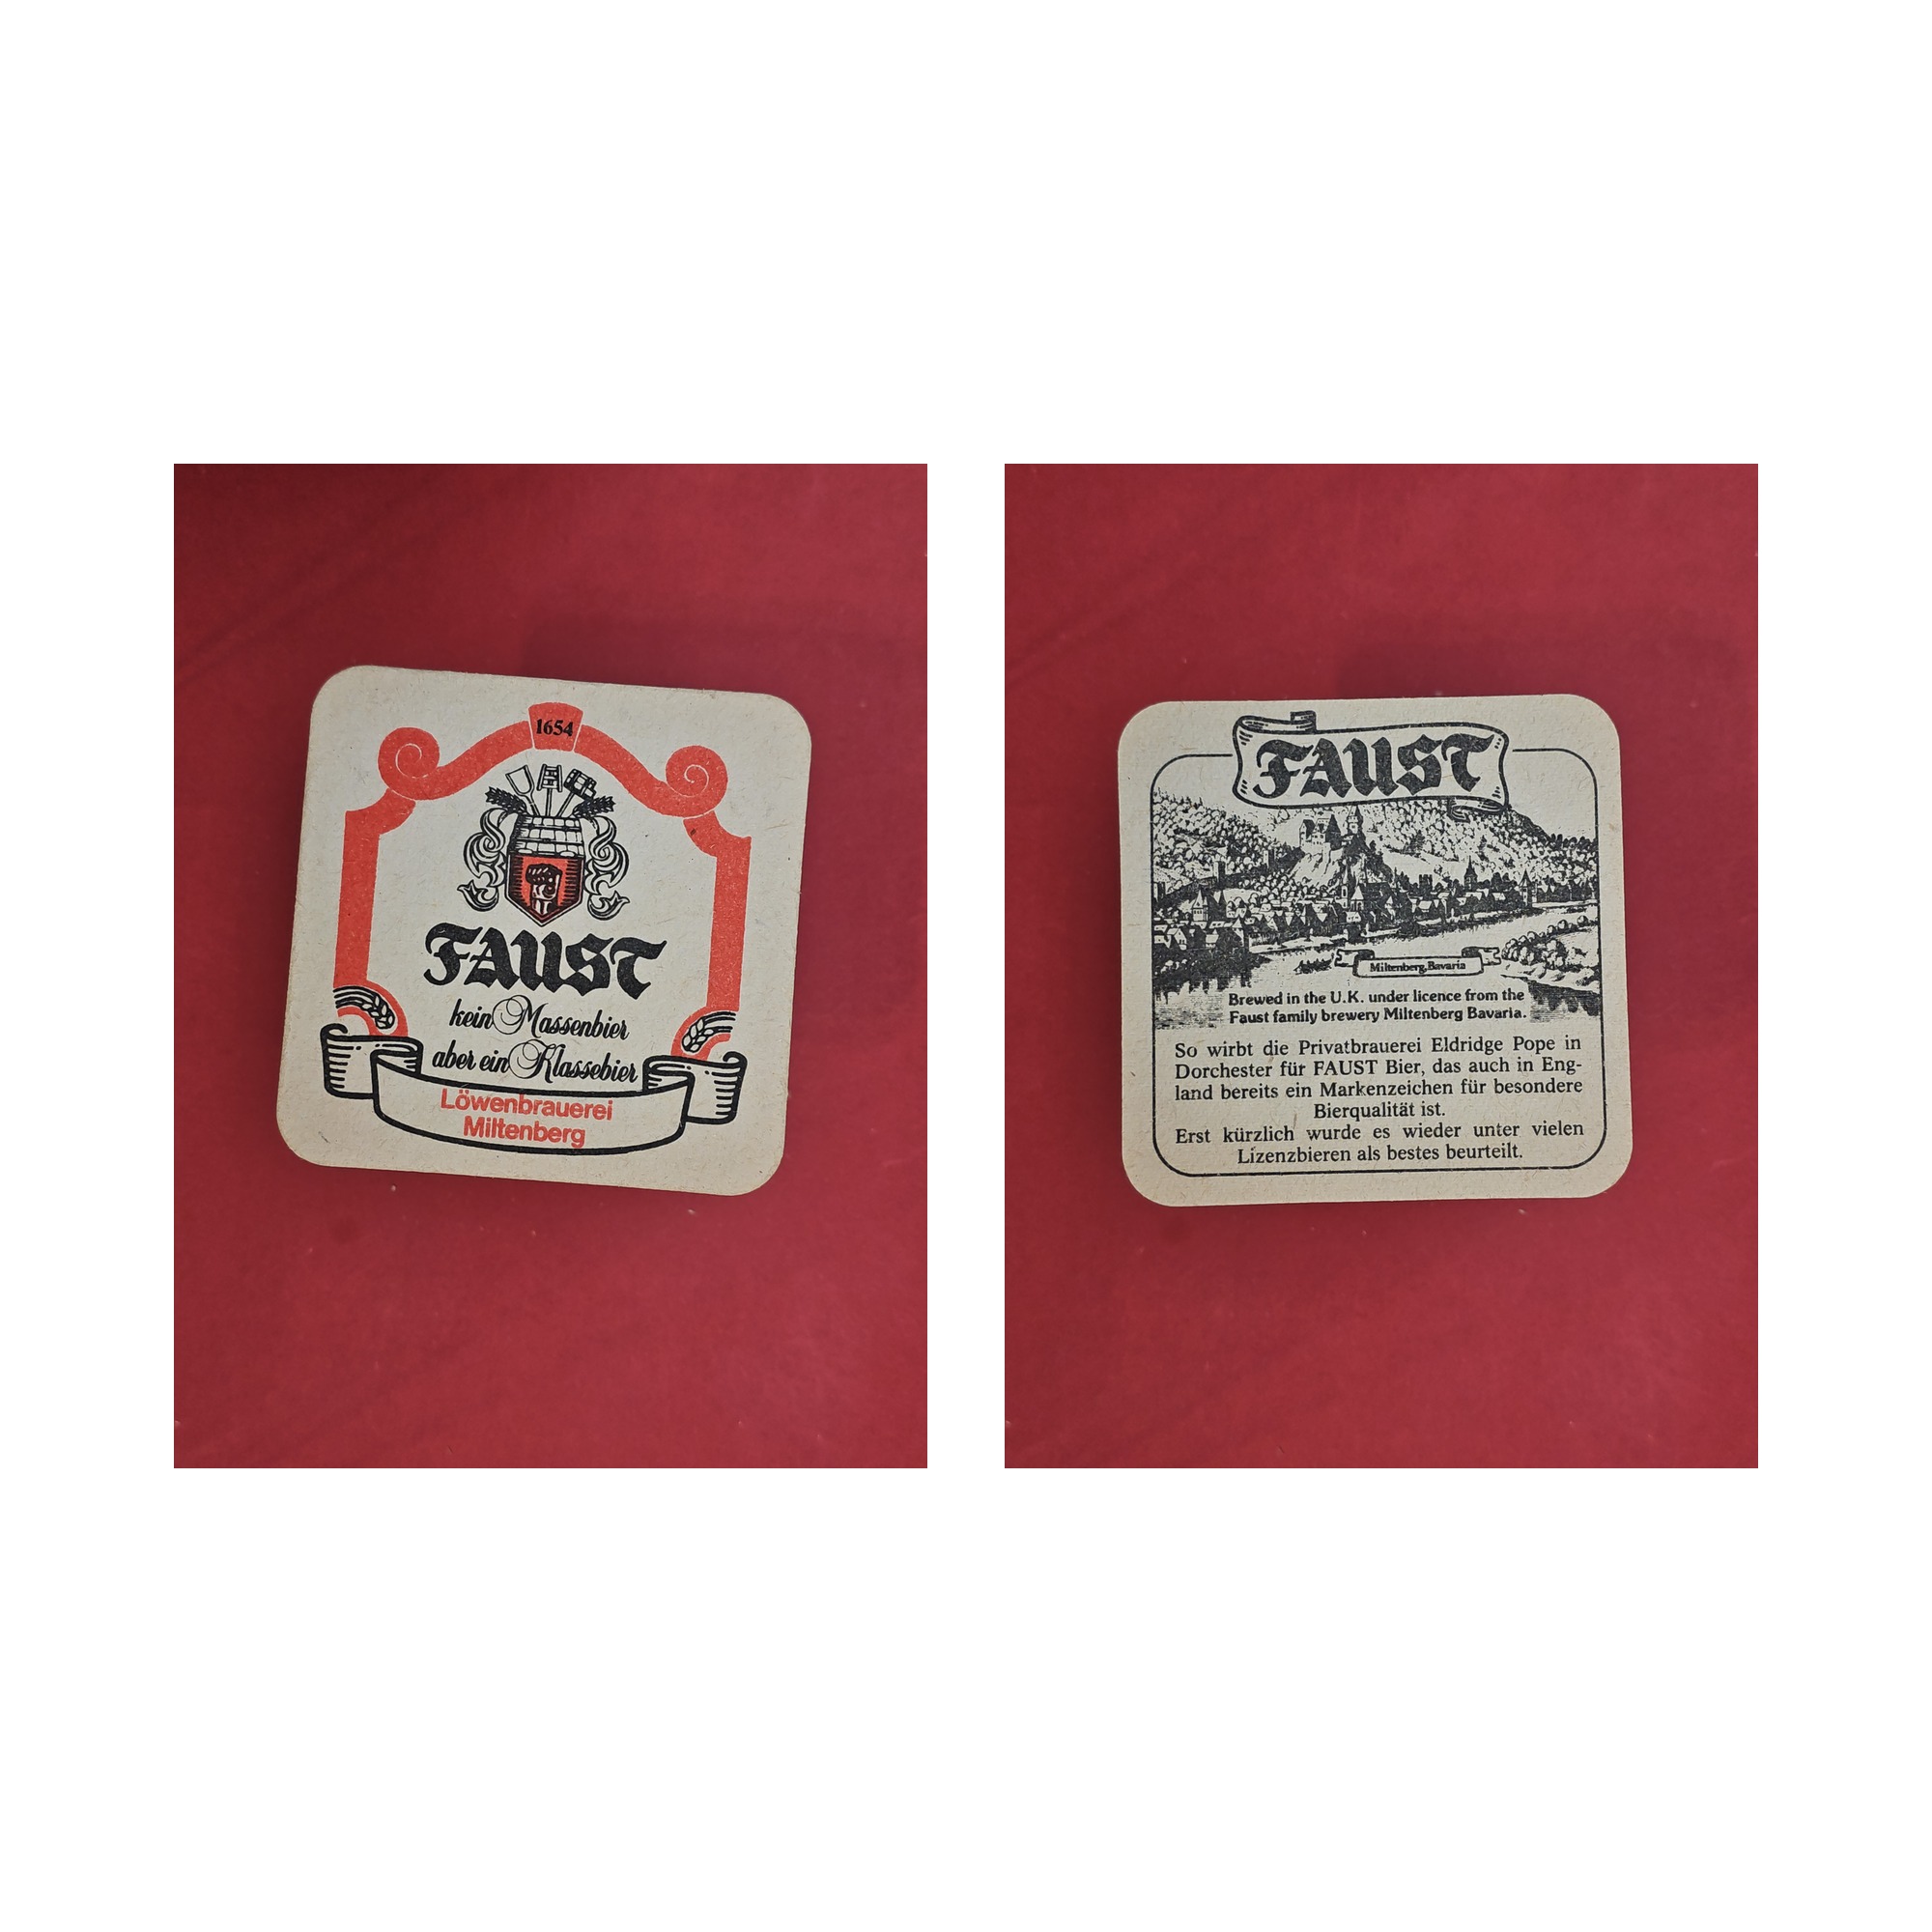 1654
FAUST
kein Massenbier
aber ein Klassebier
Löwenbrauerei
Miltenberg
FAUST
Miltenberg, Bavaria
Brewed in the U.K. under licence from the
Faust family brewery Miltenberg Bavaria.
So wirbt die Privatbrauerei Eldridge Pope in
Dorchester für FAUST Bier, das auch in Eng-
land bereits ein Markenzeichen für besondere
Bierqualität ist.
Erst kürzlich wurde es wieder unter vielen
Lizenzbieren als bestes beurteilt.